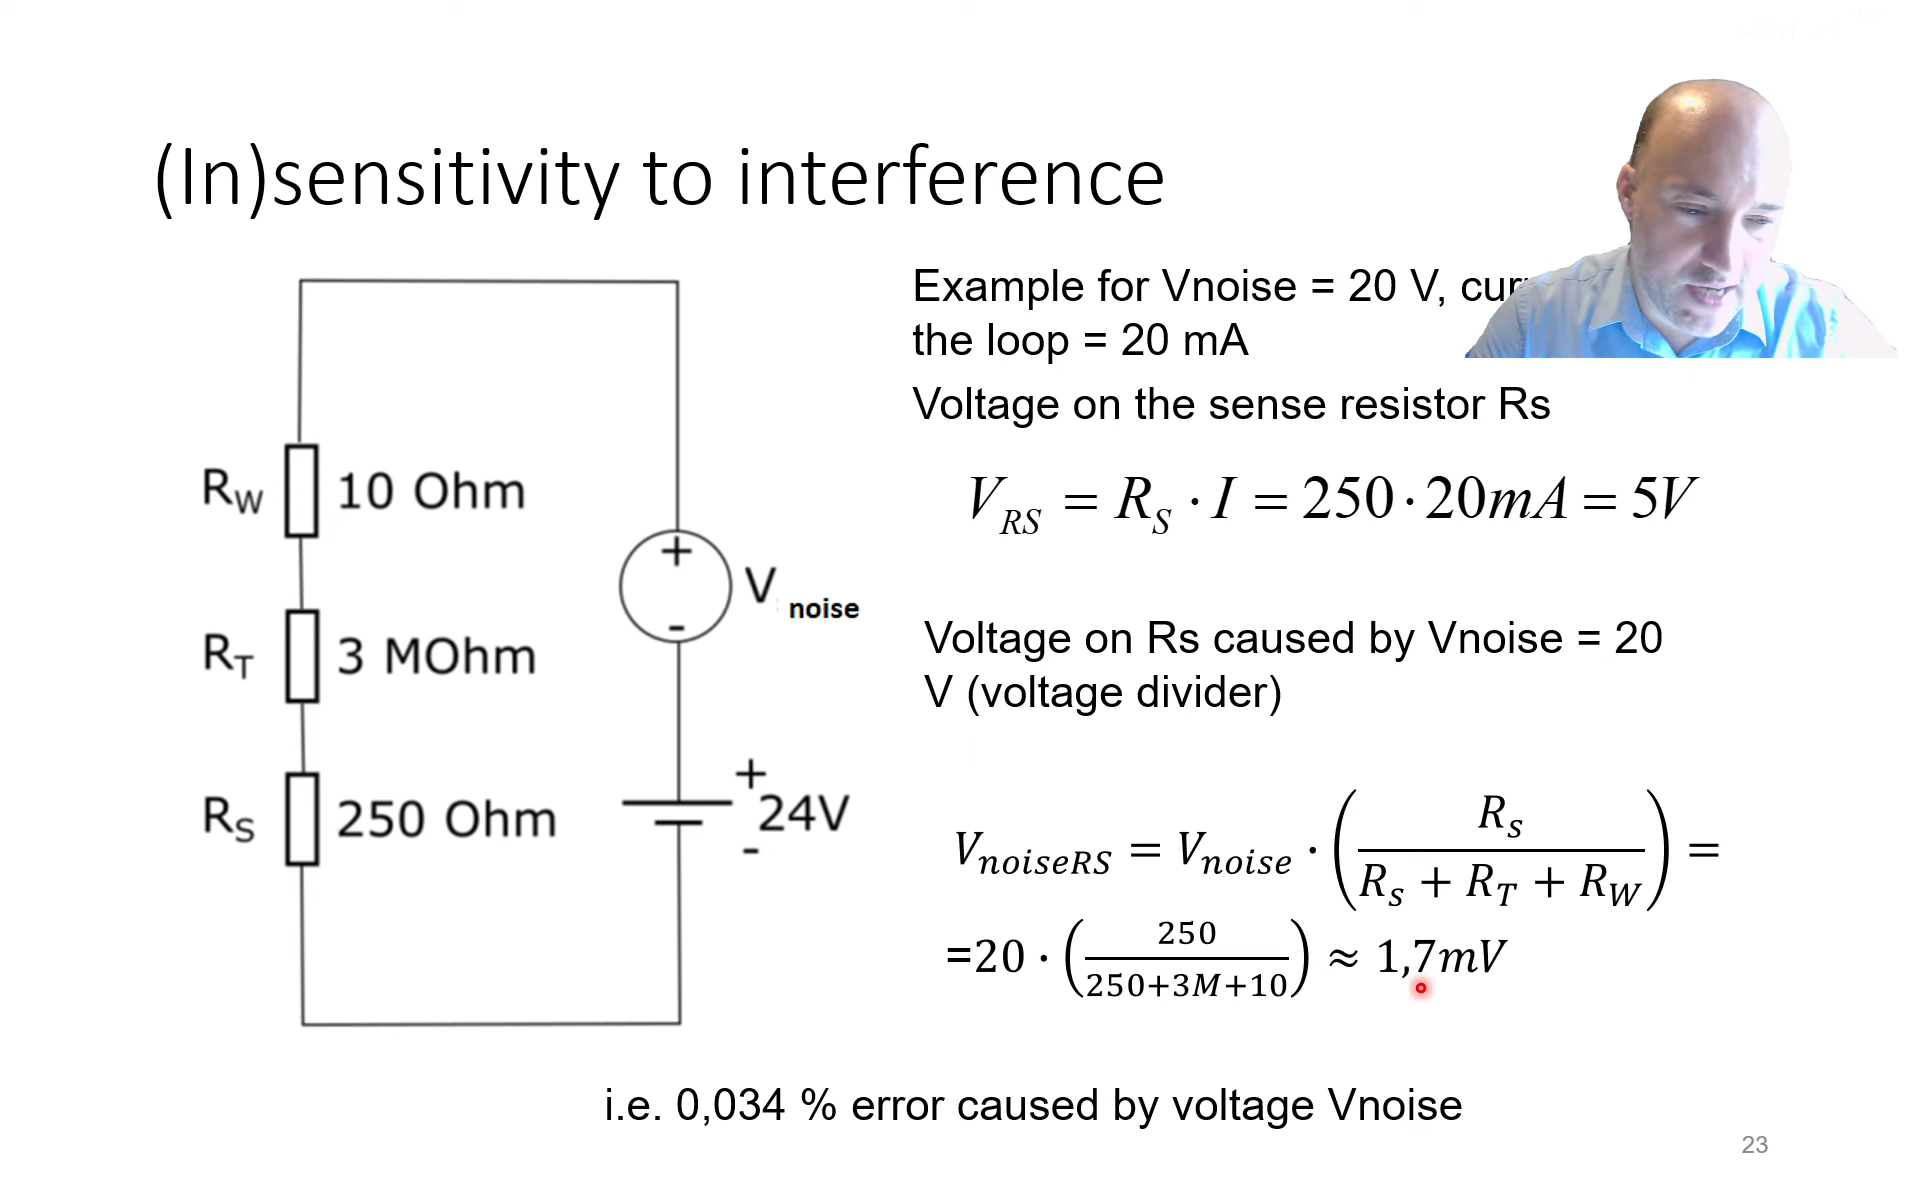 (In)sensitivity to interference
Example for Vnoise = 20 V,
the loop = 20 mA
Voltage on the sense resistor Rs
V_RS = R_S · I = 250 · 20mA = 5V
R_W 10 Ohm
+
-
V noise
R_T 3 MOhm
Voltage on Rs caused by Vnoise = 20
V (voltage divider)
R_S 250 Ohm
+
24V
-
V_noiseRS = V_noise · (R_s / (R_s + R_T + R_W)) =
=20 · (250 / (250+3M+10)) ≈ 1,7mV
i.e. 0,034 % error caused by voltage Vnoise
23